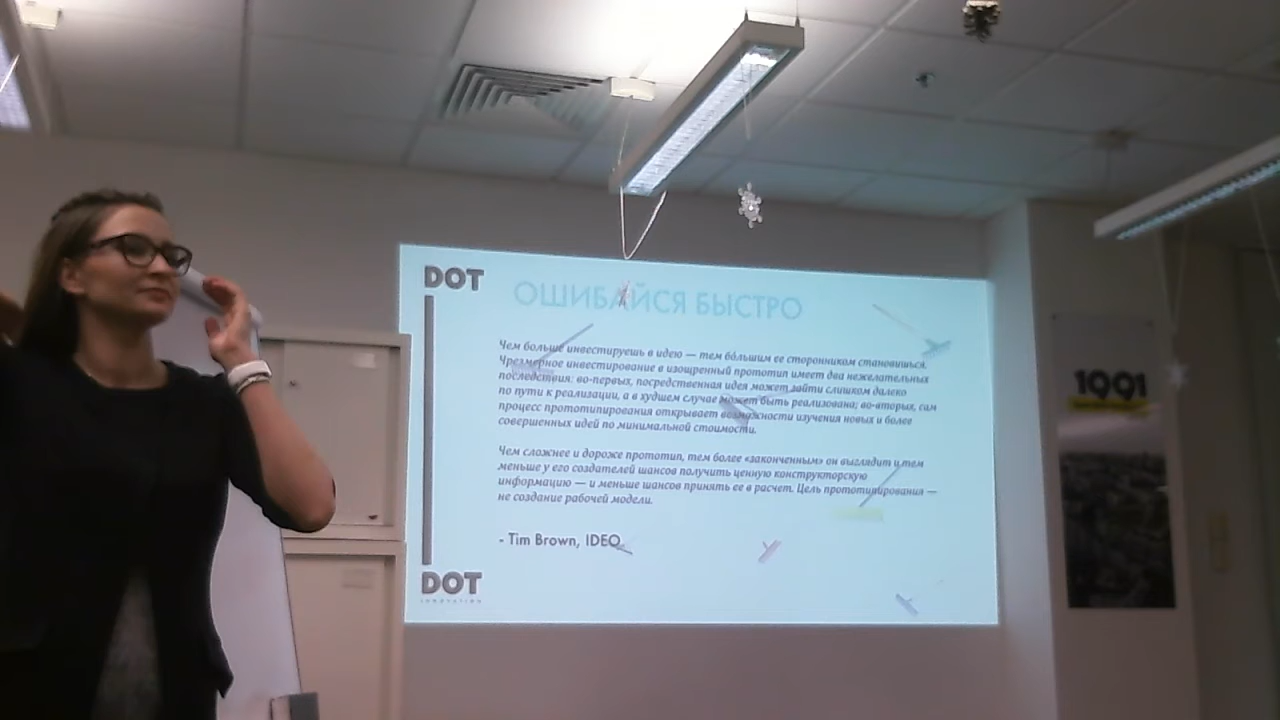 DOT
ОШИБАЙСЯ БЫСТРО
Чем больше инвестируешь в идею — тем бóльшим ее сторонником становишься.
Чрезмерное инвестирование в изощренный прототип имеет два нежелательных
последствия: во-первых, посредственная идея может зайти слишком далеко
по пути к реализации, а в худшем случае может быть реализована; во-вторых, сам
процесс прототипирования открывает возможности изучения новых и более
совершенных идей по минимальной стоимости.
Чем сложнее и дороже прототип, тем более «законченным» он выглядит и тем
меньше у его создателей шансов получить ценную конструкторскую
информацию — и меньше шансов принять ее в расчет. Цель прототипирования —
не создание рабочей модели.
- Tim Brown, IDEO
DOT
INNOVATION
1991